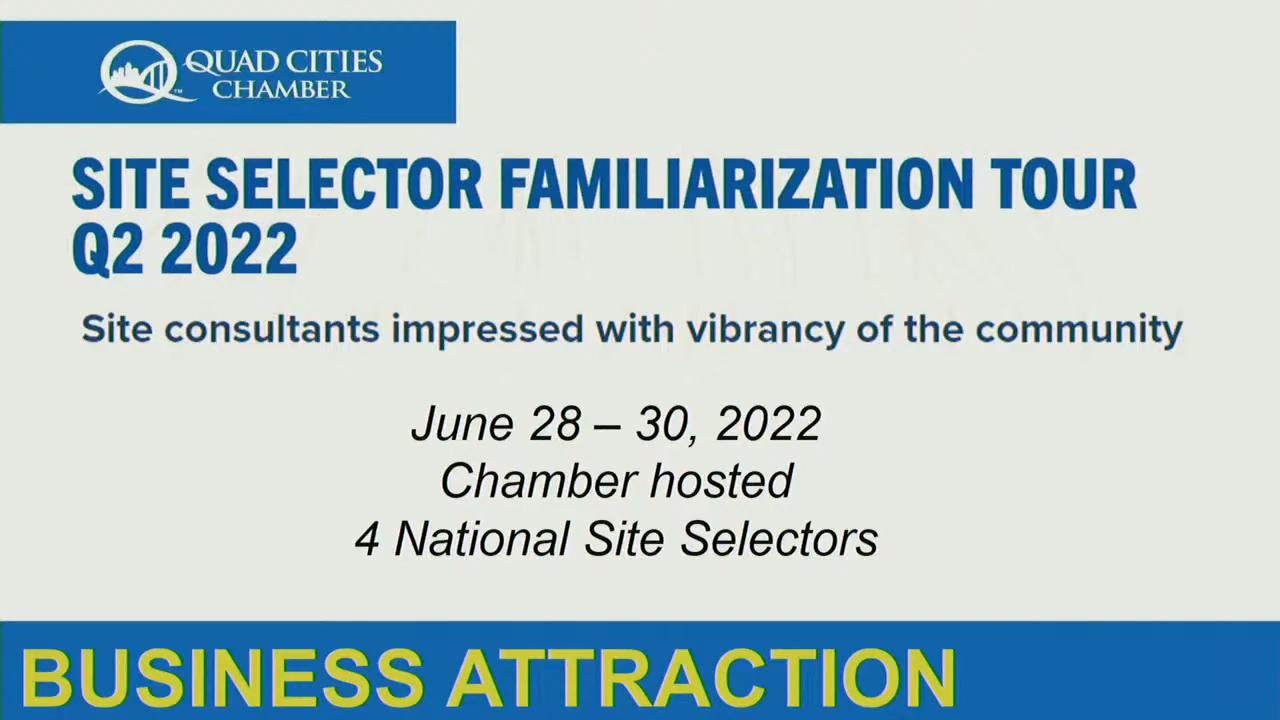 QUAD CITIES
CHAMBER
SITE SELECTOR FAMILIARIZATION TOUR
Q2 2022
Site consultants impressed with vibrancy of the community
June 28 – 30, 2022
Chamber hosted
4 National Site Selectors
BUSINESS ATTRACTION